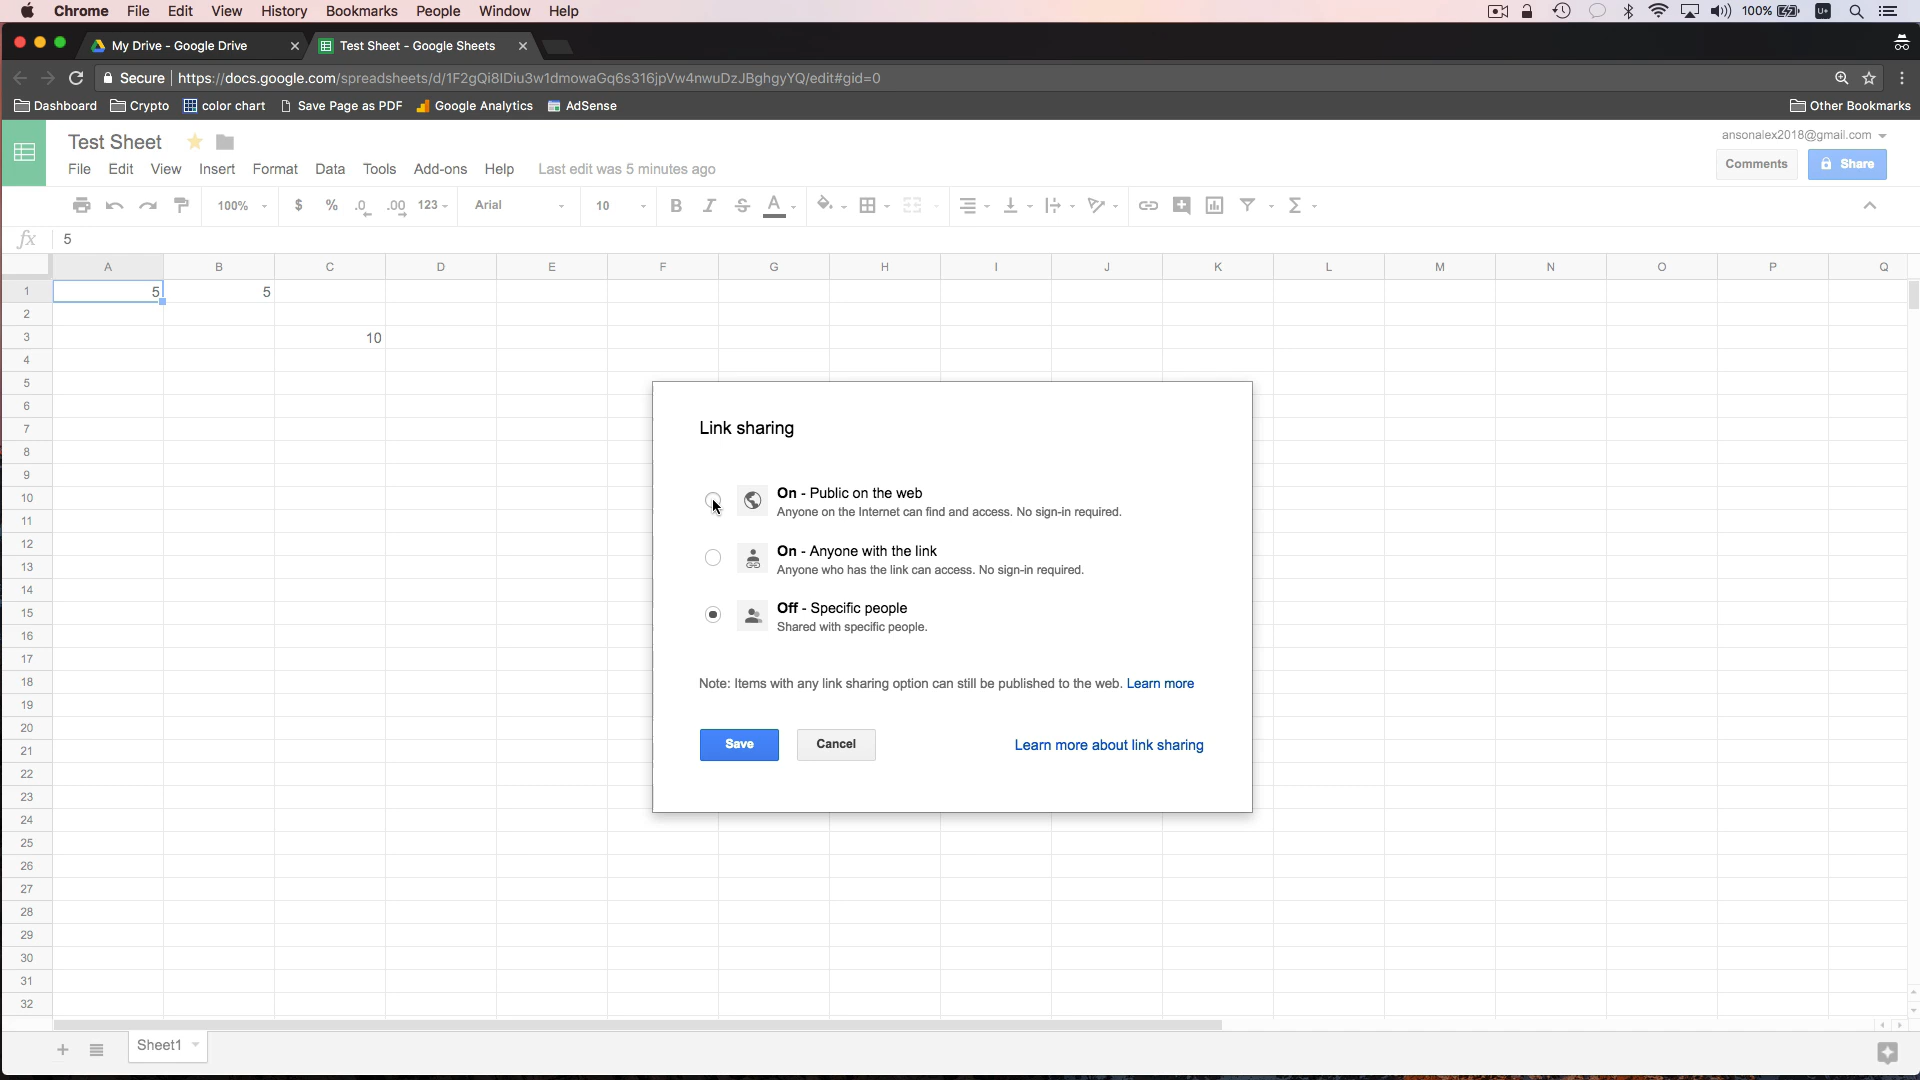 Chrome File Edit View History Bookmarks People Window Help 100% U+
My Drive - Google Drive Test Sheet - Google Sheets
Secure https://docs.google.com/spreadsheets/d/1F2gQi8IDiu3w1dmowaGq6s316jpVw4nwuDzJBghgyYQ/edit#gid=0
Dashboard Crypto color chart Save Page as PDF Google Analytics AdSense Other Bookmarks
Test Sheet ansonalex2018@gmail.com
File Edit View Insert Format Data Tools Add-ons Help Last edit was 5 minutes ago Comments Share
100% $ % .0 .00 123 Arial 10 B I S A Σ
fx 5
A B C D E F G H I J K L M N O P Q
1 5 5
2
3 10
4
5
6
7
8
9
10
11
12
13
14
15
16
17
18
19
20
21
22
23
24
25
26
27
28
29
30
31
32
Link sharing
On - Public on the web
Anyone on the Internet can find and access. No sign-in required.
On - Anyone with the link
Anyone who has the link can access. No sign-in required.
Off - Specific people
Shared with specific people.
Note: Items with any link sharing option can still be published to the web. Learn more
Save Cancel Learn more about link sharing
+ Sheet1